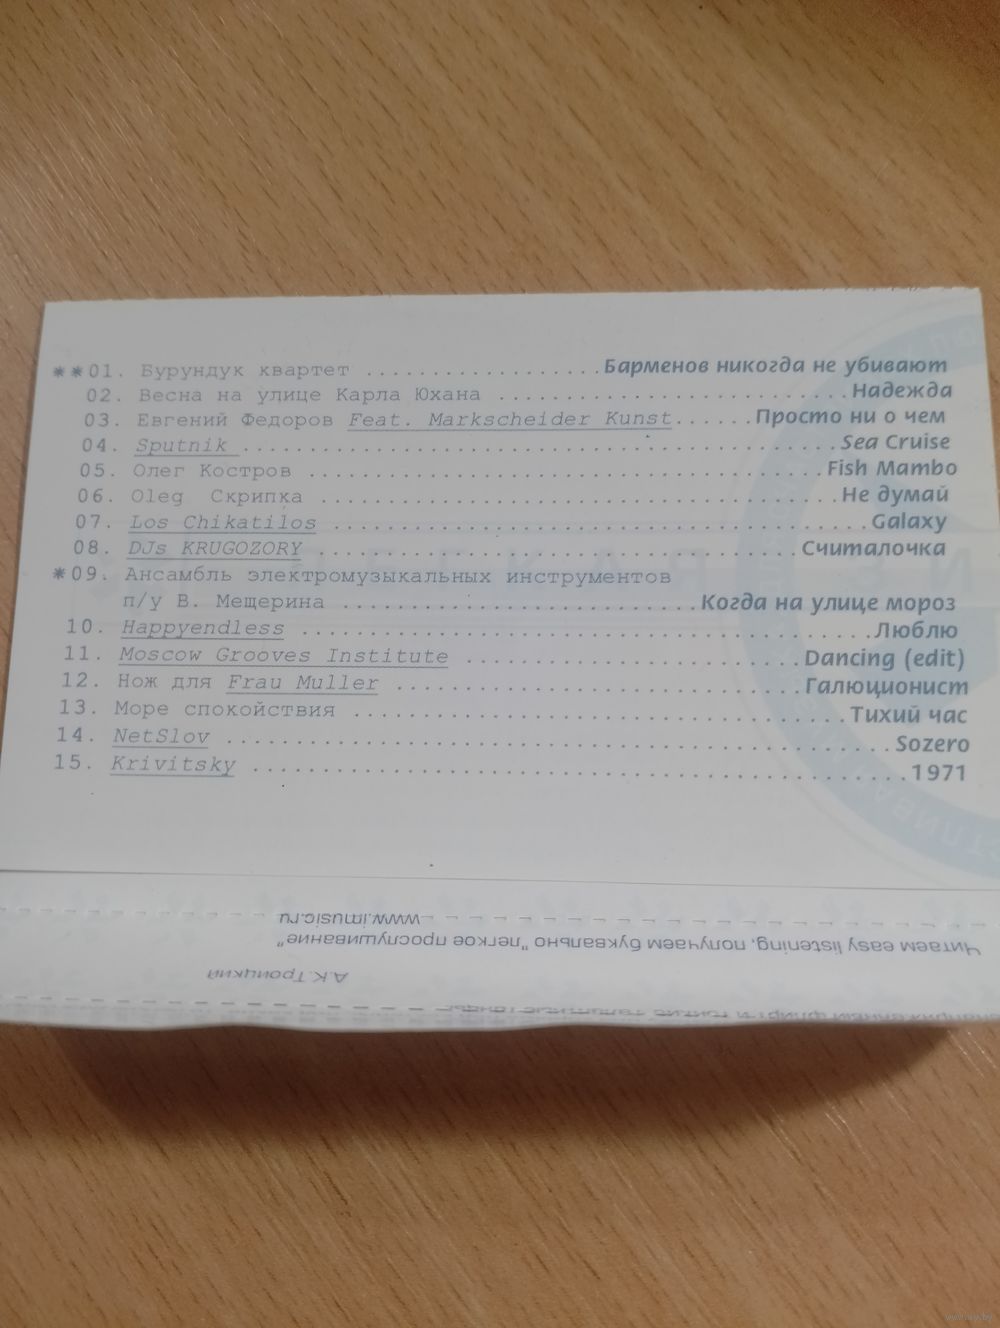 **01. Бурундук квартет ...................Барменов никогда не убивают
02. Весна на улице Карла Юхана ............................Надежда
03. Евгений Федоров Feat. Markscheider Kunst......Просто ни о чем
04. Sputnik ..................................................Sea Cruise
05. Олег Костров ...........................................Fish Mambo
06. Oleg Скрипка ...........................................Не думай
07. Los Chikatilos ............................................Galaxy
08. DJs KRUGOZORY .......................................Считалочка
*09. Ансамбль электромузыкальных инструментов
п/у В. Мещерина .............................Когда на улице мороз
10. Happyendless ..............................................Люблю
11. Moscow Grooves Institute ............................Dancing (edit)
12. Нож для Frau Muller .................................Галюционист
13. Море спокойствия .......................................Тихий час
14. NetSlov ...................................................Sozero
15. Krivitsky ..................................................1971
www.imusic.ru
Читаем easy listening, получаем буквально "легкое прослушивание"
А.К.Троицкий
www.ay.by